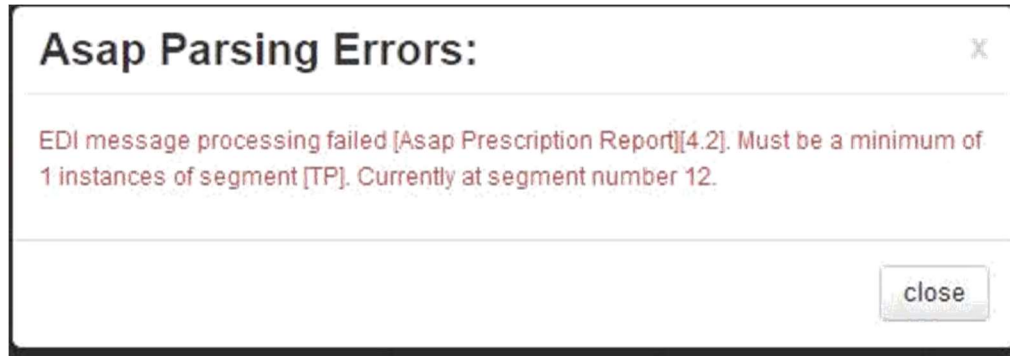 Asap Parsing Errors:
x
EDI message processing failed [Asap Prescription Report][4.2]. Must be a minimum of
1 instances of segment [TP]. Currently at segment number 12.
close